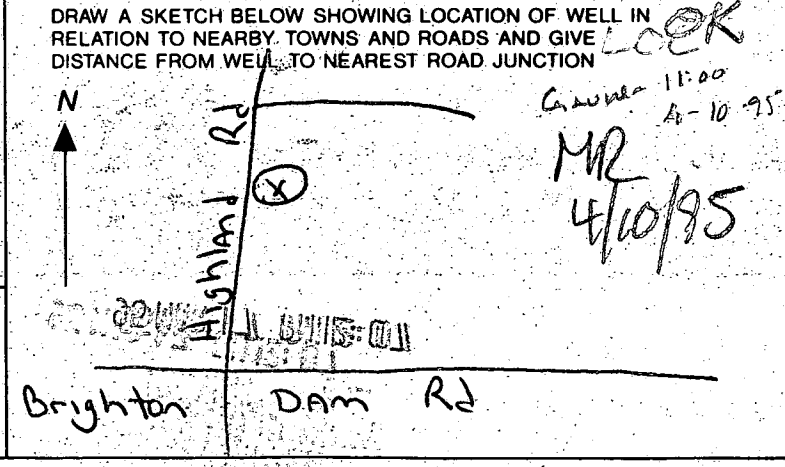 DRAW A SKETCH BELOW SHOWING LOCATION OF WELL IN
RELATION TO NEARBY TOWNS AND ROADS AND GIVE
DISTANCE FROM WELL TO NEAREST ROAD JUNCTION
OK
11:00
4-10-95
N
MR
4/10/95
Highland Rd
X
Brighton DAM Rd